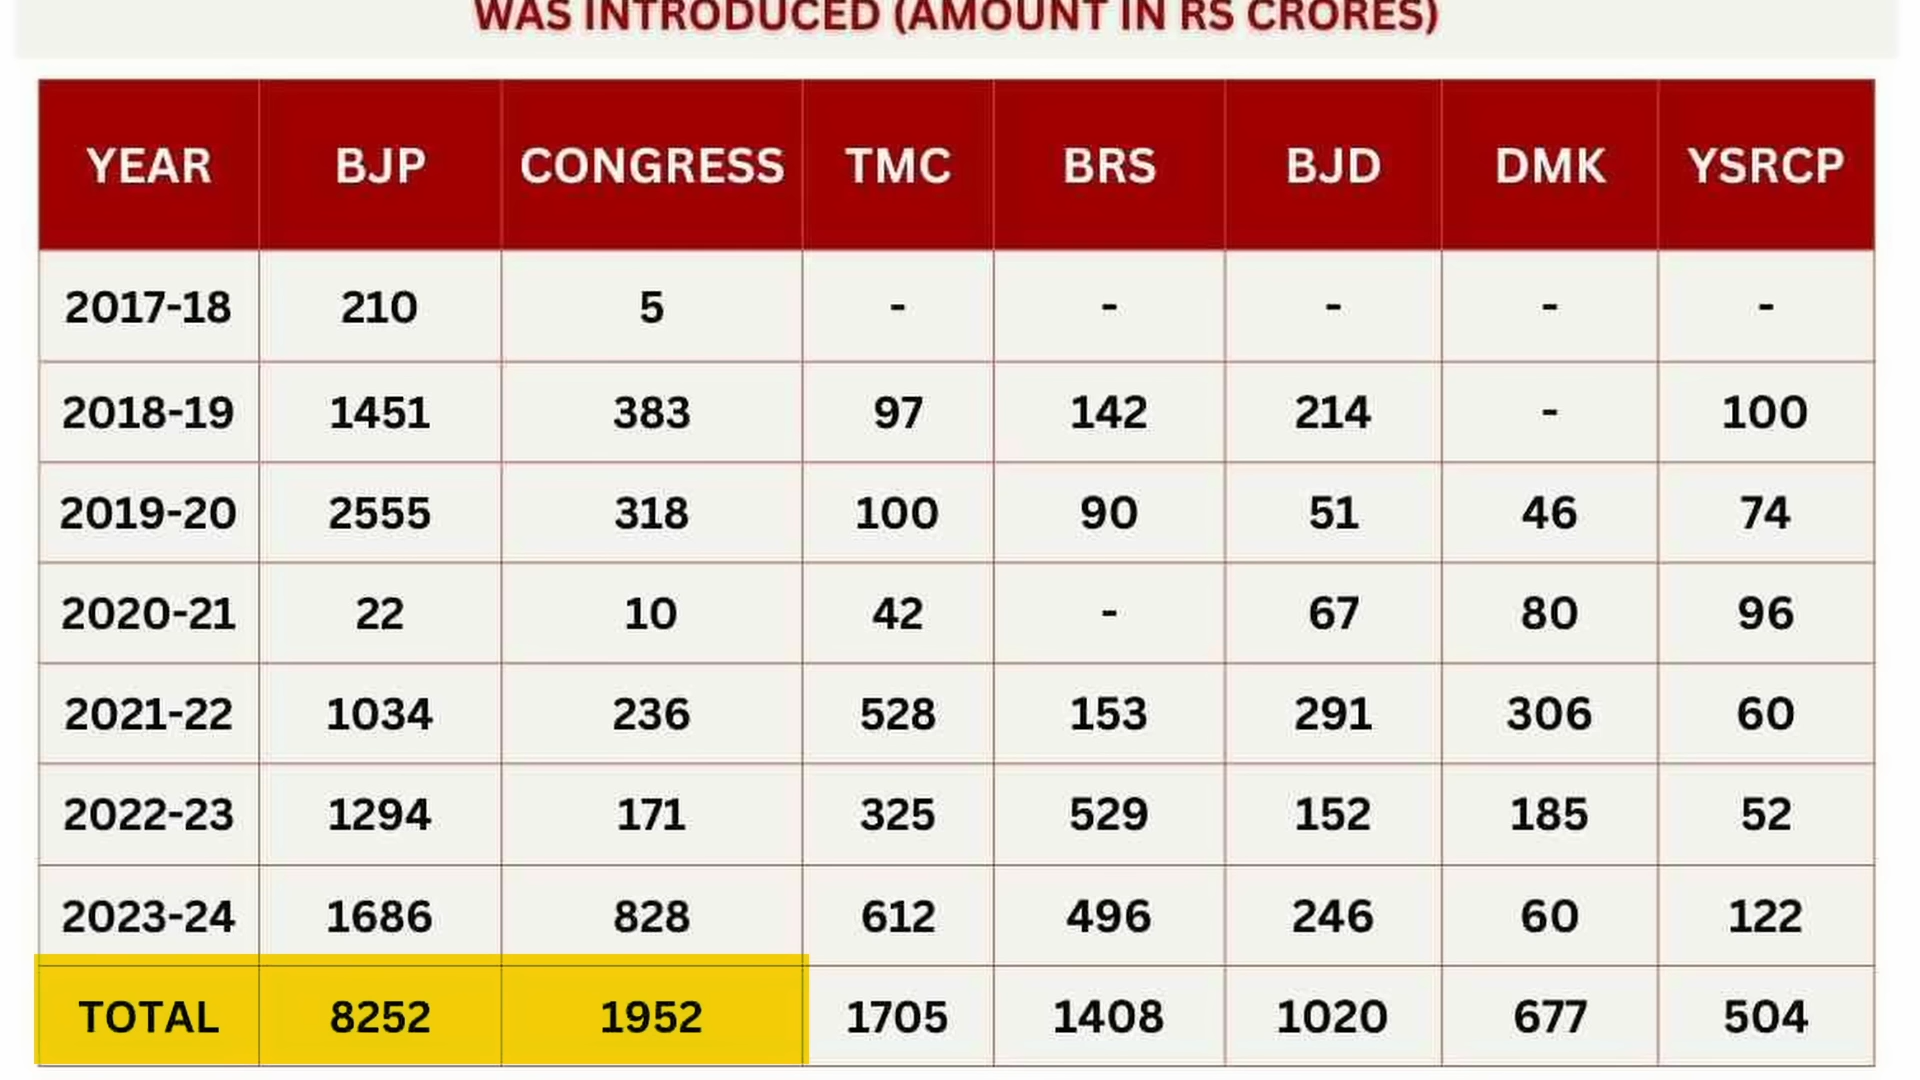 WAS INTRODUCED (AMOUNT IN RS CRORES)
YEAR BJP CONGRESS TMC BRS BJD DMK YSRCP
2017-18 210 5 - - - - -
2018-19 1451 383 97 142 214 - 100
2019-20 2555 318 100 90 51 46 74
2020-21 22 10 42 - 67 80 96
2021-22 1034 236 528 153 291 306 60
2022-23 1294 171 325 529 152 185 52
2023-24 1686 828 612 496 246 60 122
TOTAL 8252 1952 1705 1408 1020 677 504